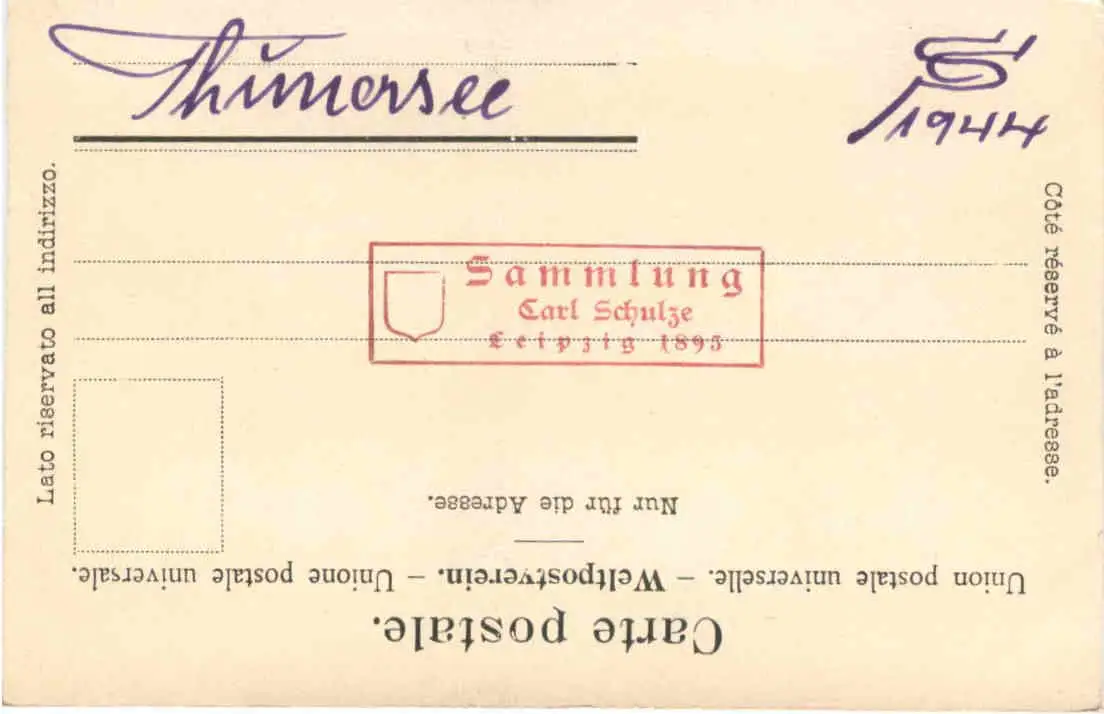 Thunersee
CS
1944
Lato riservato all indirizzo.
Côté réservé à l'adresse.
Sammlung
Carl Schulze
Leipzig 1895
Nur für die Adresse.
Union postale universelle. – Weltpostverein. – Unione postale universale.
Carte postale.